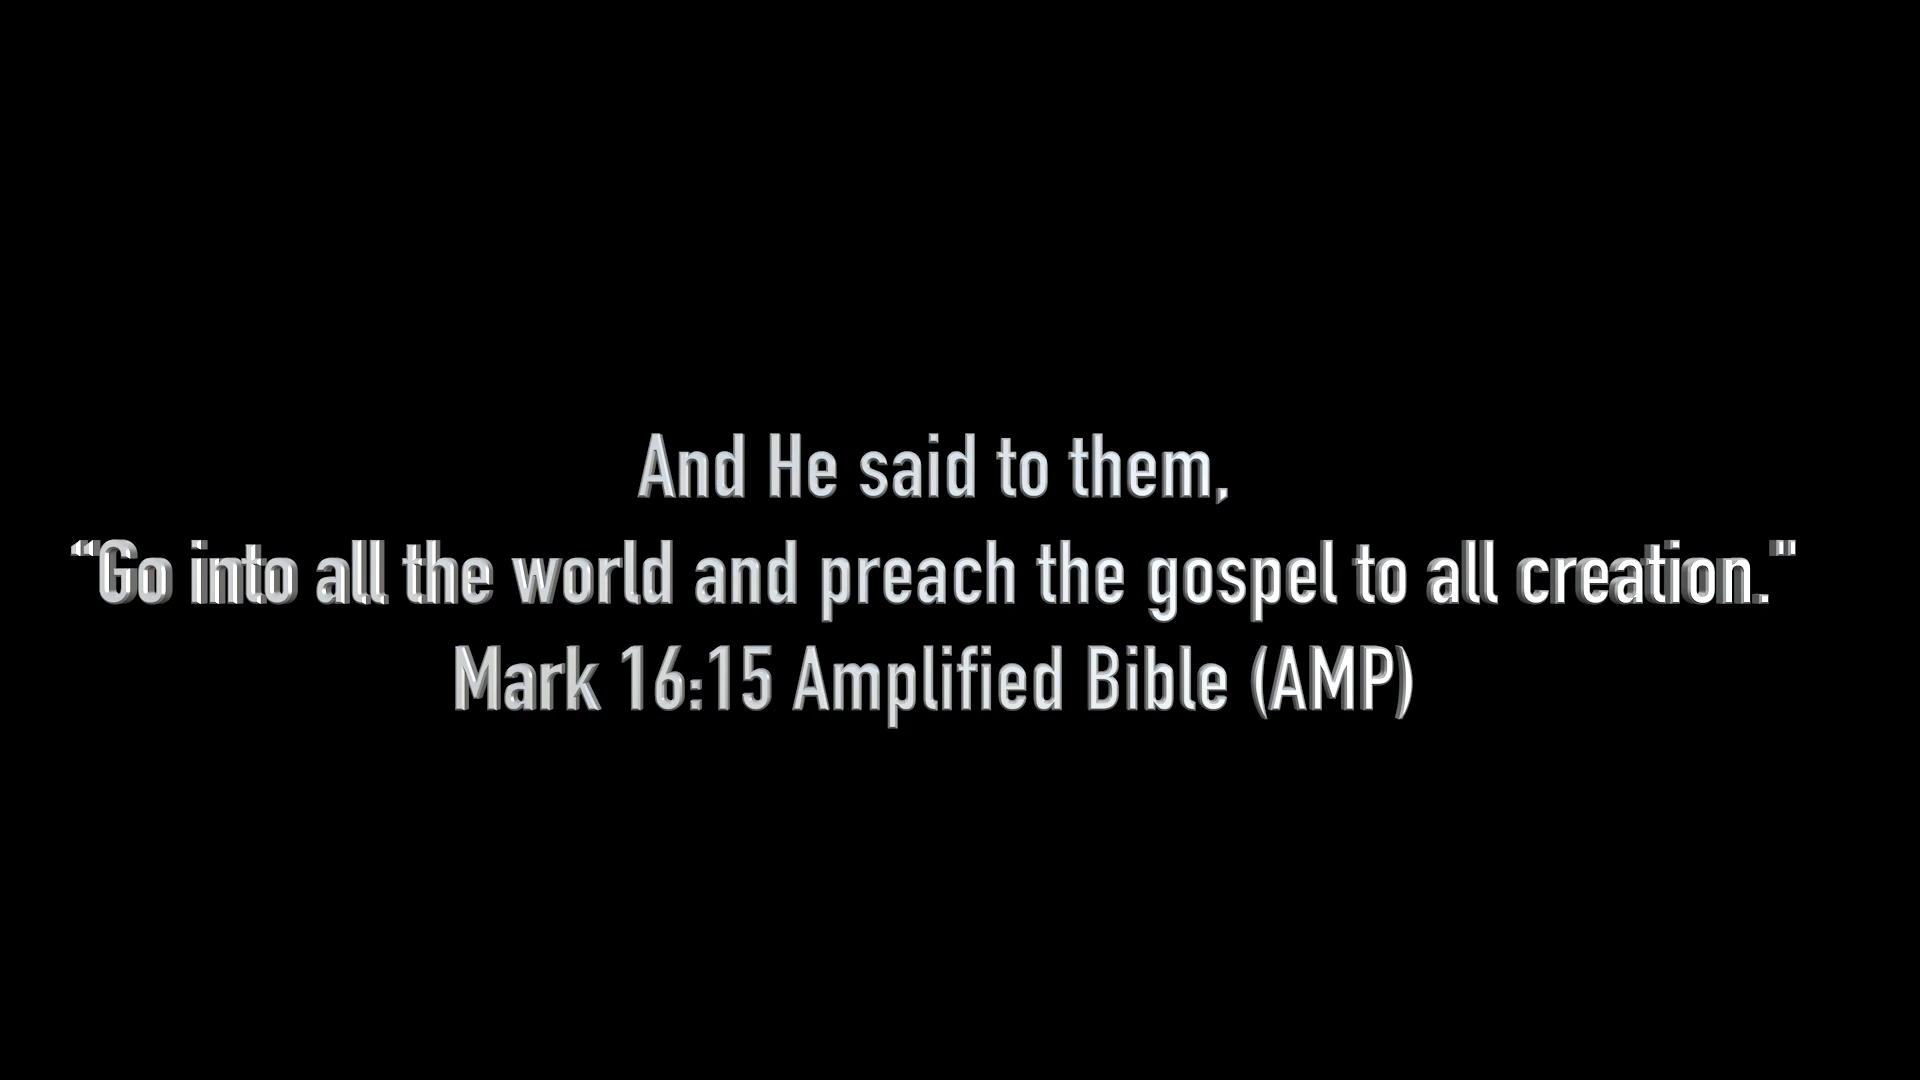 And He said to them,
“Go into all the world and preach the gospel to all creation."
Mark 16:15 Amplified Bible (AMP)